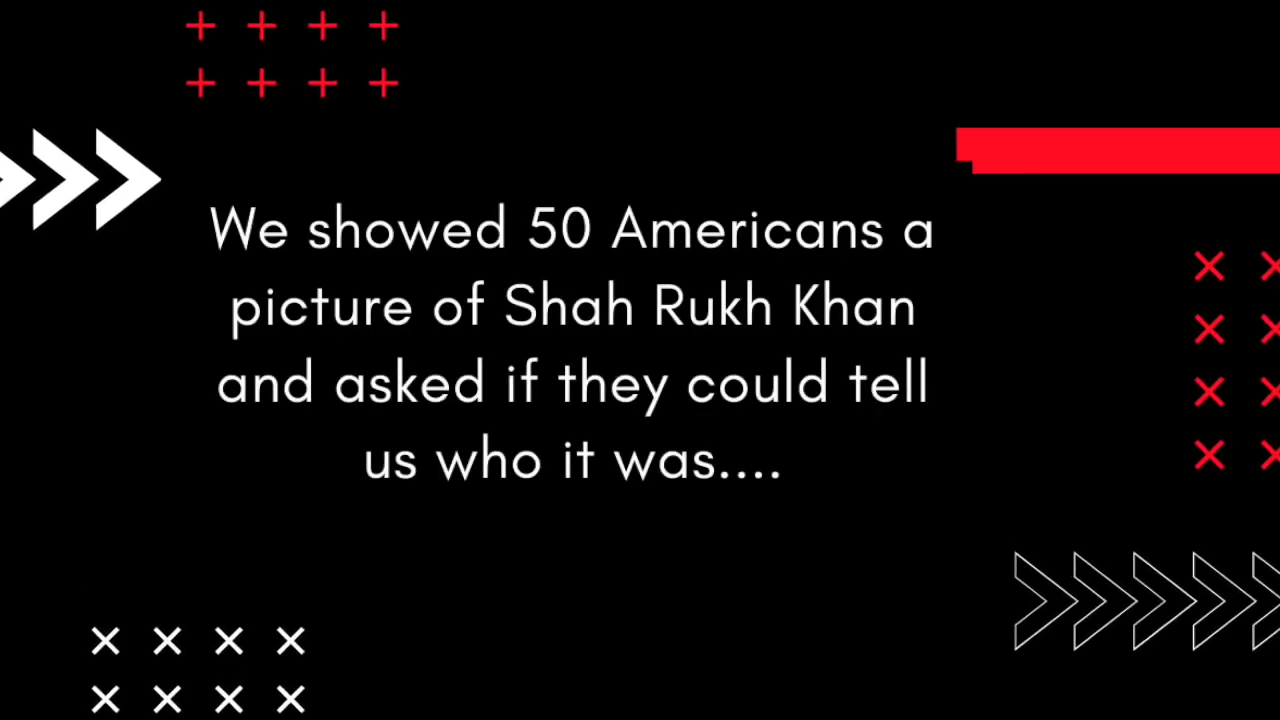 We showed 50 Americans a
picture of Shah Rukh Khan
and asked if they could tell
us who it was....